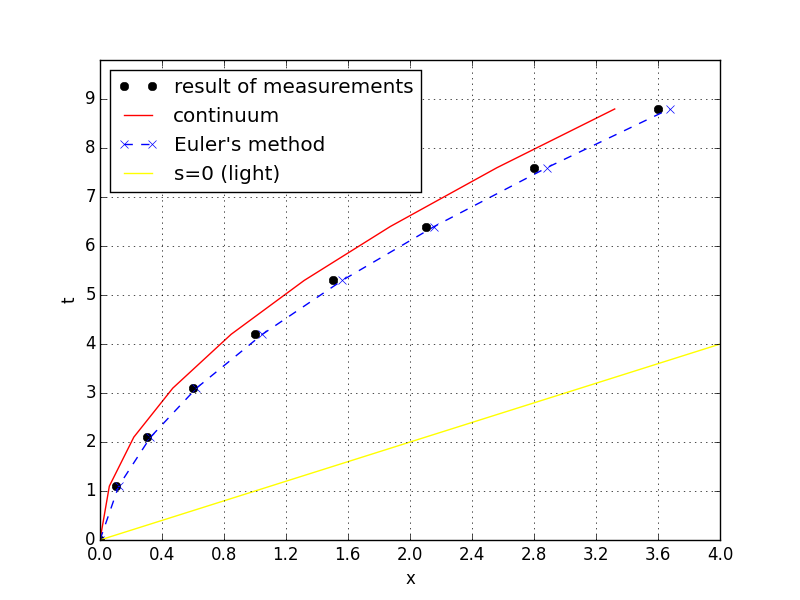 result of measurements
continuum
Euler's method
s=0 (light)
9
8
7
6
5
4
3
2
1
0
t
0.0 0.4 0.8 1.2 1.6 2.0 2.4 2.8 3.2 3.6 4.0
x